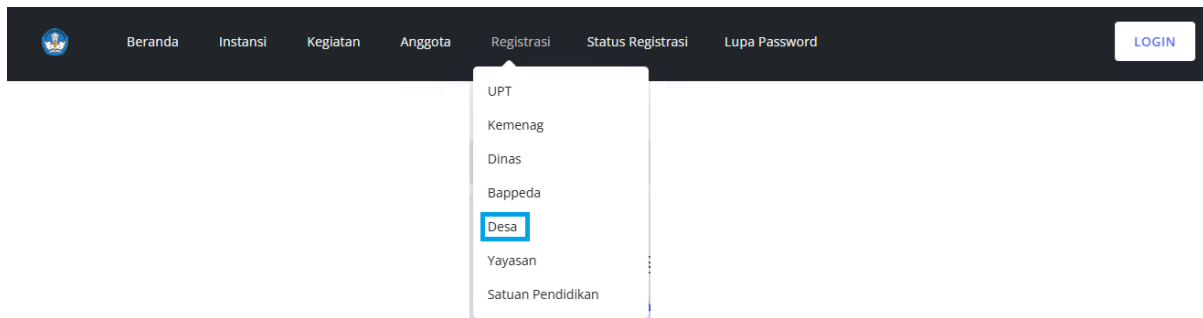 Beranda Instansi Kegiatan Anggota Registrasi Status Registrasi Lupa Password LOGIN
UPT
Kemenag
Dinas
Bappeda
Desa
Yayasan
Satuan Pendidikan